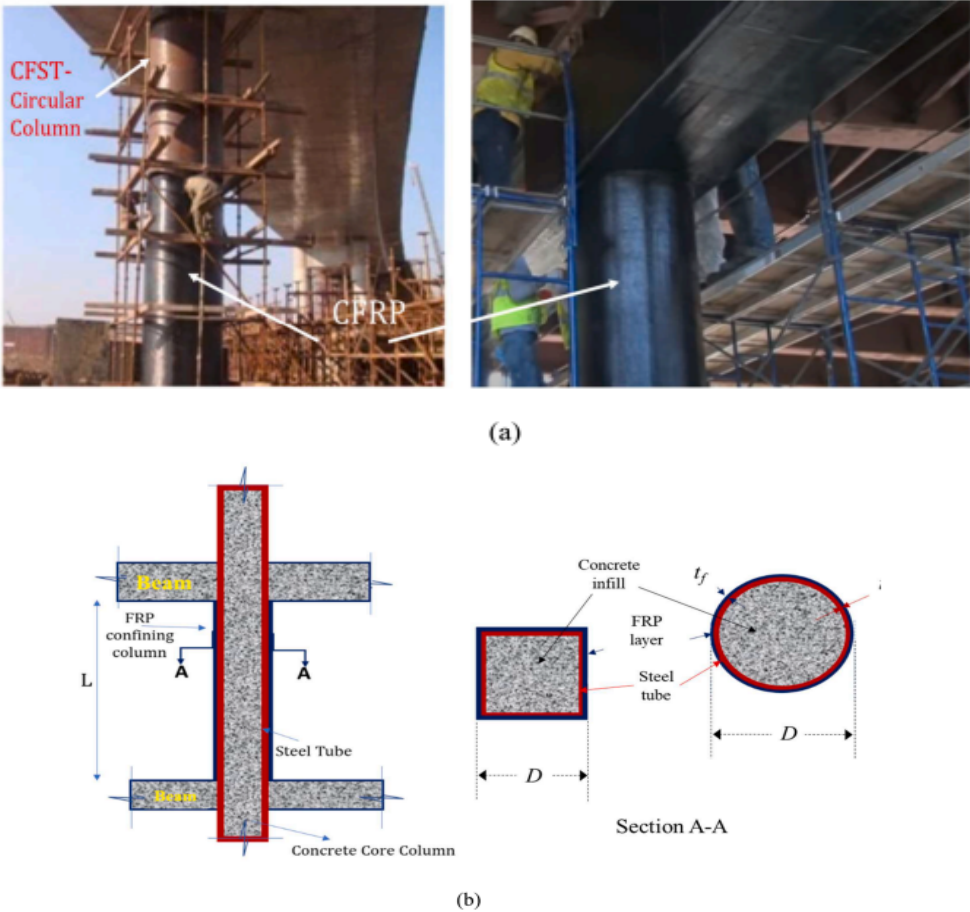 CFST-
Circular
Column
CFRP
(a)
Beam
FRP
confining
column
A
A
L
Steel Tube
Beam
Concrete Core Column
Concrete
infill
FRP
layer
Steel
tube
t_f
D
D
Section A-A
(b)